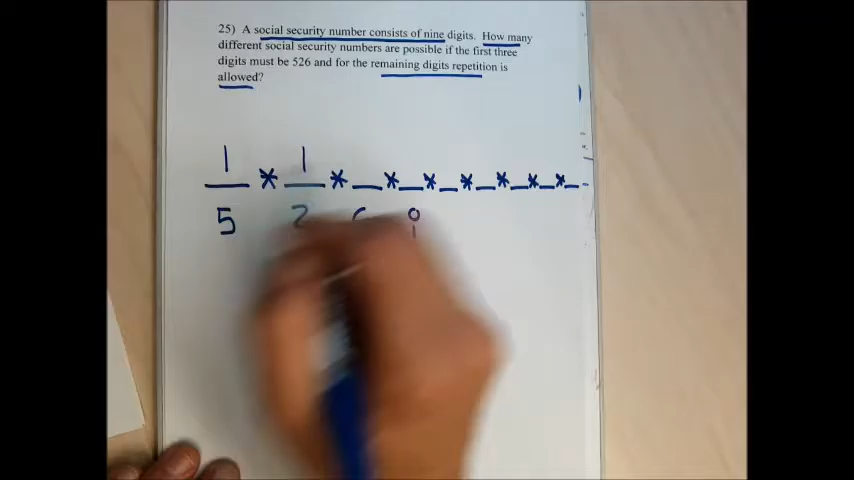 25) A social security number consists of nine digits. How many
different social security numbers are possible if the first three
digits must be 526 and for the remaining digits repetition is
allowed?
1 1
* * * * * * *
5 2 6 0
1